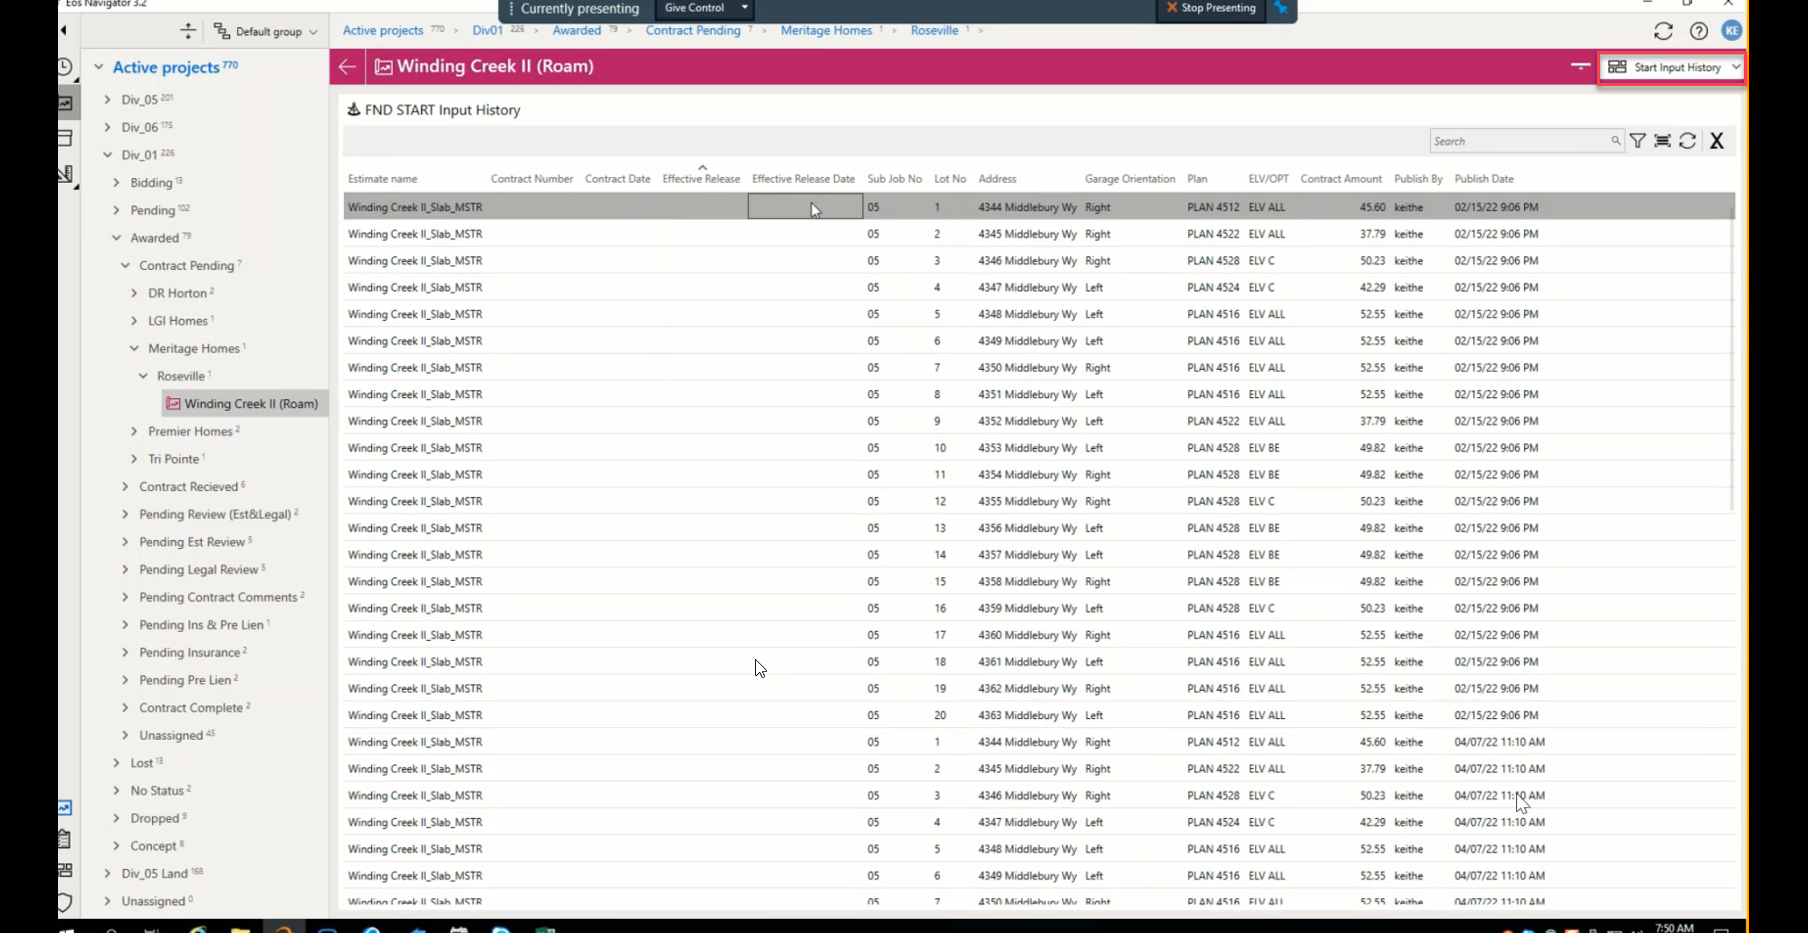 Eos Navigator 3.2
Currently presenting
Give Control
Stop Presenting
Default group
Active projects 770 > Div01 226 > Awarded 79 > Contract Pending 7 > Meritage Homes 1 > Roseville 1 >
KE
Winding Creek II (Roam)
Start Input History
Active projects 770
Div_05 201
Div_06 175
Div_01 226
Bidding 13
Pending 102
Awarded 79
Contract Pending 7
DR Horton 2
LGI Homes 1
Meritage Homes 1
Roseville 1
Winding Creek II (Roam)
Premier Homes 2
Tri Pointe 1
Contract Recieved 6
Pending Review (Est&Legal) 2
Pending Est Review 5
Pending Legal Review 5
Pending Contract Comments 2
Pending Ins & Pre Lien 1
Pending Insurance 2
Pending Pre Lien 2
Contract Complete 2
Unassigned 45
Lost 13
No Status 2
Dropped 9
Concept 8
Div_05 Land 168
Unassigned 0
FND START Input History
Search
Estimate name Contract Number Contract Date Effective Release Effective Release Date Sub Job No Lot No Address Garage Orientation Plan ELV/OPT Contract Amount Publish By Publish Date
Winding Creek II_Slab_MSTR 05 1 4344 Middlebury Wy Right PLAN 4512 ELV ALL 45.60 keithe 02/15/22 9:06 PM
Winding Creek II_Slab_MSTR 05 2 4345 Middlebury Wy Right PLAN 4522 ELV ALL 37.79 keithe 02/15/22 9:06 PM
Winding Creek II_Slab_MSTR 05 3 4346 Middlebury Wy Right PLAN 4528 ELV C 50.23 keithe 02/15/22 9:06 PM
Winding Creek II_Slab_MSTR 05 4 4347 Middlebury Wy Left PLAN 4524 ELV C 42.29 keithe 02/15/22 9:06 PM
Winding Creek II_Slab_MSTR 05 5 4348 Middlebury Wy Left PLAN 4516 ELV ALL 52.55 keithe 02/15/22 9:06 PM
Winding Creek II_Slab_MSTR 05 6 4349 Middlebury Wy Left PLAN 4516 ELV ALL 52.55 keithe 02/15/22 9:06 PM
Winding Creek II_Slab_MSTR 05 7 4350 Middlebury Wy Right PLAN 4516 ELV ALL 52.55 keithe 02/15/22 9:06 PM
Winding Creek II_Slab_MSTR 05 8 4351 Middlebury Wy Left PLAN 4516 ELV ALL 52.55 keithe 02/15/22 9:06 PM
Winding Creek II_Slab_MSTR 05 9 4352 Middlebury Wy Left PLAN 4522 ELV ALL 37.79 keithe 02/15/22 9:06 PM
Winding Creek II_Slab_MSTR 05 10 4353 Middlebury Wy Left PLAN 4528 ELV BE 49.82 keithe 02/15/22 9:06 PM
Winding Creek II_Slab_MSTR 05 11 4354 Middlebury Wy Right PLAN 4528 ELV BE 49.82 keithe 02/15/22 9:06 PM
Winding Creek II_Slab_MSTR 05 12 4355 Middlebury Wy Right PLAN 4528 ELV C 50.23 keithe 02/15/22 9:06 PM
Winding Creek II_Slab_MSTR 05 13 4356 Middlebury Wy Left PLAN 4528 ELV BE 49.82 keithe 02/15/22 9:06 PM
Winding Creek II_Slab_MSTR 05 14 4357 Middlebury Wy Left PLAN 4528 ELV BE 49.82 keithe 02/15/22 9:06 PM
Winding Creek II_Slab_MSTR 05 15 4358 Middlebury Wy Right PLAN 4528 ELV BE 49.82 keithe 02/15/22 9:06 PM
Winding Creek II_Slab_MSTR 05 16 4359 Middlebury Wy Left PLAN 4528 ELV C 50.23 keithe 02/15/22 9:06 PM
Winding Creek II_Slab_MSTR 05 17 4360 Middlebury Wy Right PLAN 4516 ELV ALL 52.55 keithe 02/15/22 9:06 PM
Winding Creek II_Slab_MSTR 05 18 4361 Middlebury Wy Left PLAN 4516 ELV ALL 52.55 keithe 02/15/22 9:06 PM
Winding Creek II_Slab_MSTR 05 19 4362 Middlebury Wy Right PLAN 4516 ELV ALL 52.55 keithe 02/15/22 9:06 PM
Winding Creek II_Slab_MSTR 05 20 4363 Middlebury Wy Left PLAN 4516 ELV ALL 52.55 keithe 02/15/22 9:06 PM
Winding Creek II_Slab_MSTR 05 1 4344 Middlebury Wy Right PLAN 4512 ELV ALL 45.60 keithe 04/07/22 11:10 AM
Winding Creek II_Slab_MSTR 05 2 4345 Middlebury Wy Right PLAN 4522 ELV ALL 37.79 keithe 04/07/22 11:10 AM
Winding Creek II_Slab_MSTR 05 3 4346 Middlebury Wy Right PLAN 4528 ELV C 50.23 keithe 04/07/22 11:10 AM
Winding Creek II_Slab_MSTR 05 4 4347 Middlebury Wy Left PLAN 4524 ELV C 42.29 keithe 04/07/22 11:10 AM
Winding Creek II_Slab_MSTR 05 5 4348 Middlebury Wy Left PLAN 4516 ELV ALL 52.55 keithe 04/07/22 11:10 AM
Winding Creek II_Slab_MSTR 05 6 4349 Middlebury Wy Left PLAN 4516 ELV ALL 52.55 keithe 04/07/22 11:10 AM
Winding Creek II_Slab_MSTR 05 7 4350 Middlebury Wy Right PLAN 4516 ELV ALL 52.55 keithe 04/07/22 11:10 AM
7:50 AM